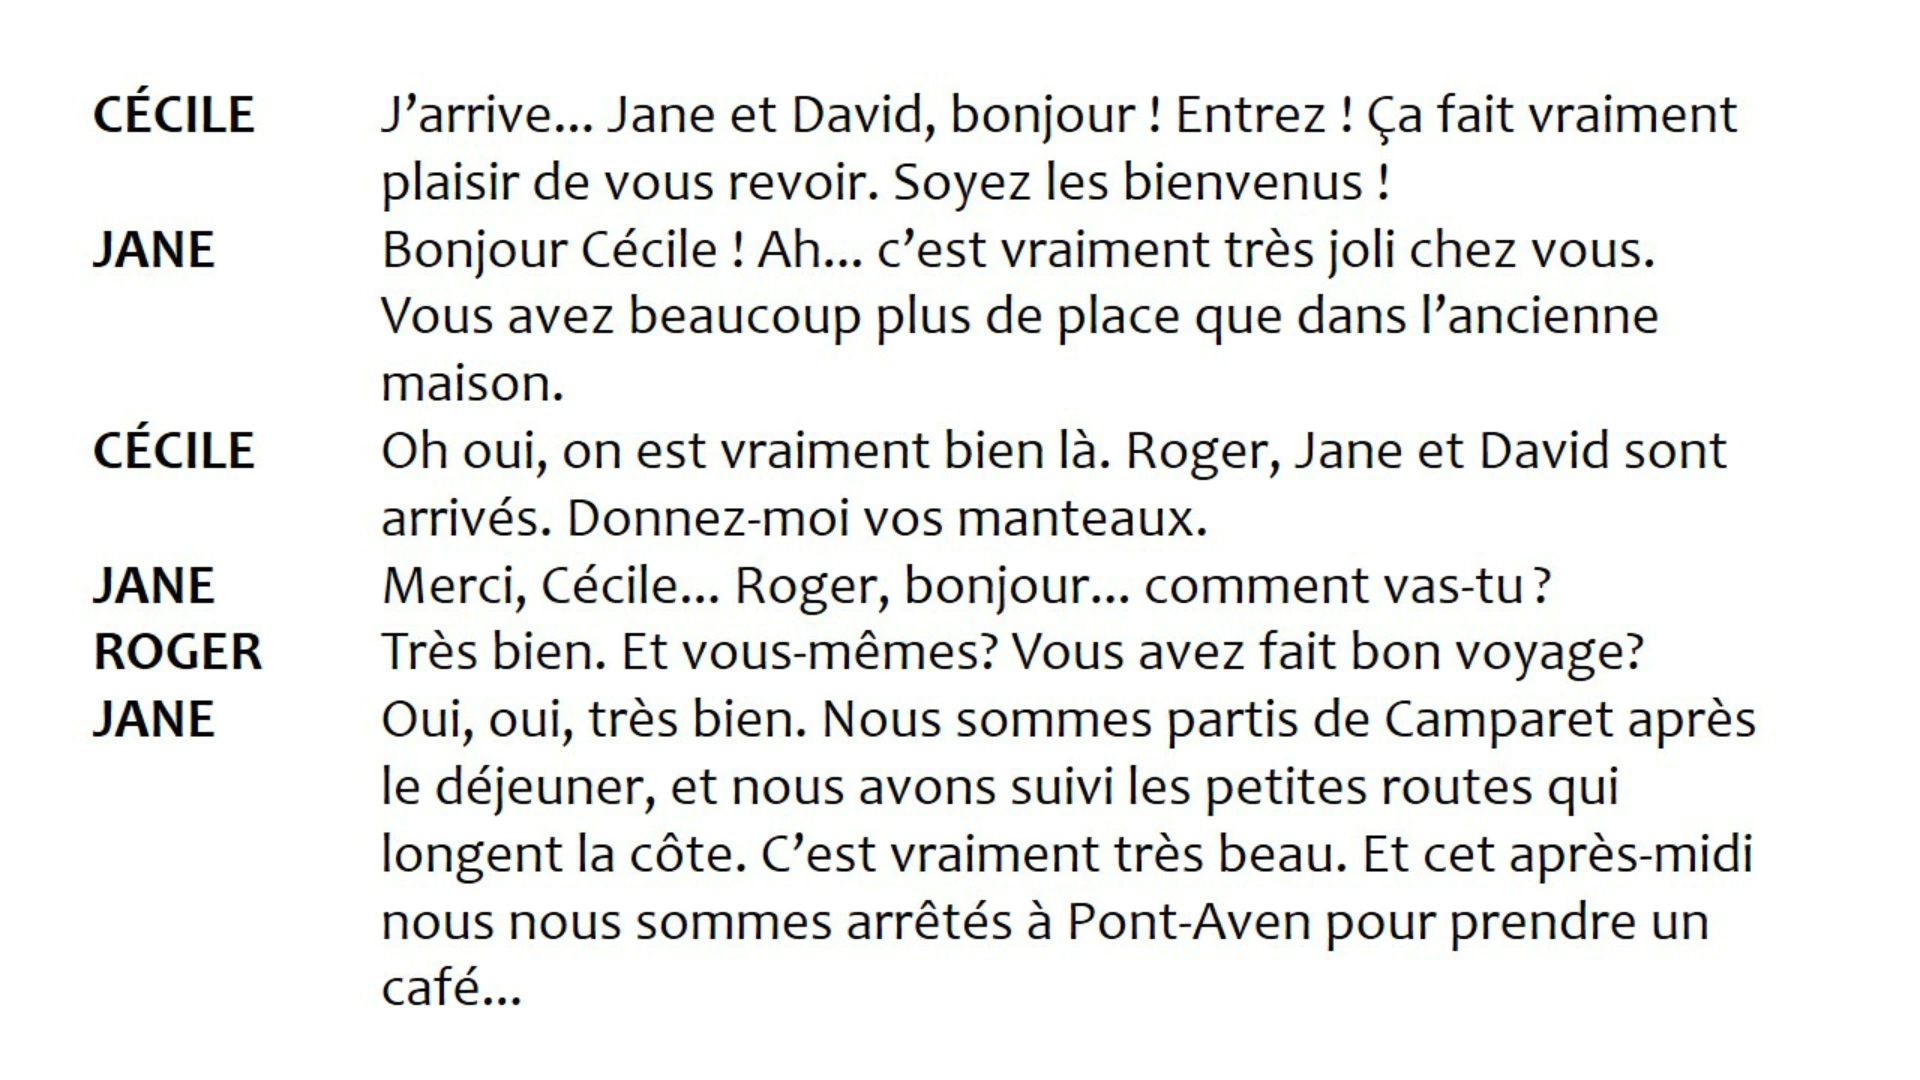 CÉCILE J’arrive... Jane et David, bonjour ! Entrez ! Ça fait vraiment
plaisir de vous revoir. Soyez les bienvenus !
JANE Bonjour Cécile ! Ah... c’est vraiment très joli chez vous.
Vous avez beaucoup plus de place que dans l’ancienne
maison.
CÉCILE Oh oui, on est vraiment bien là. Roger, Jane et David sont
arrivés. Donnez-moi vos manteaux.
JANE Merci, Cécile... Roger, bonjour... comment vas-tu ?
ROGER Très bien. Et vous-mêmes? Vous avez fait bon voyage?
JANE Oui, oui, très bien. Nous sommes partis de Camparet après
le déjeuner, et nous avons suivi les petites routes qui
longent la côte. C’est vraiment très beau. Et cet après-midi
nous nous sommes arrêtés à Pont-Aven pour prendre un
café...